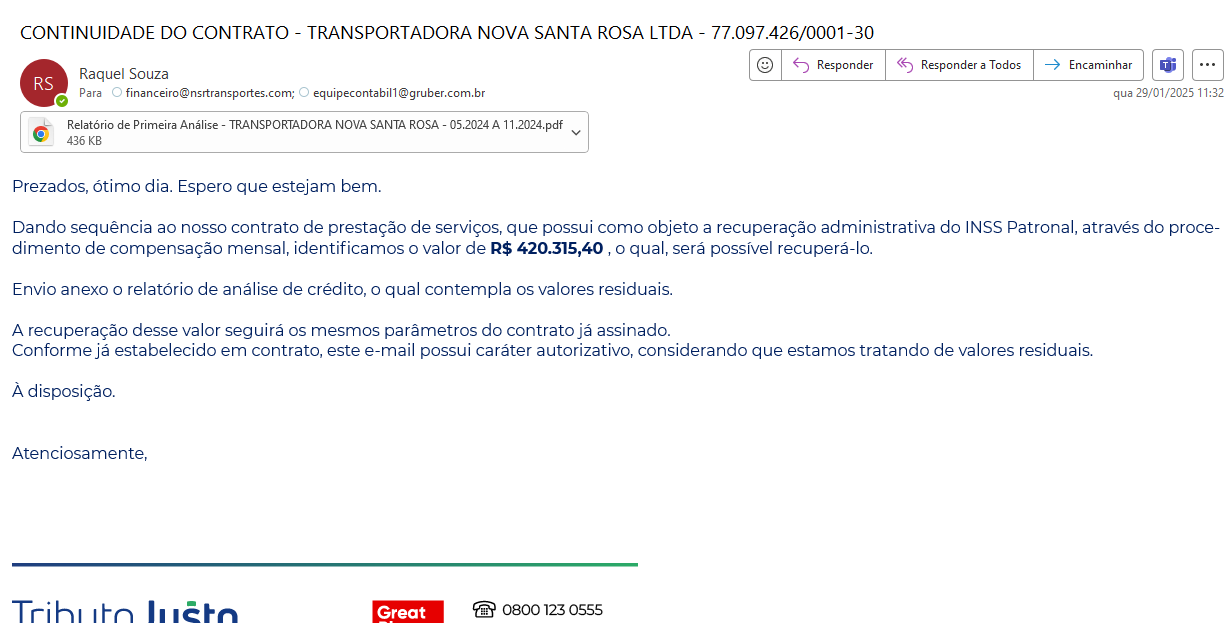 CONTINUIDADE DO CONTRATO - TRANSPORTADORA NOVA SANTA ROSA LTDA - 77.097.426/0001-30
RS
Raquel Souza
Responder
Responder a Todos
Encaminhar
Para financeiro@nsrtransportes.com; equipecontabil1@gruber.com.br
qua 29/01/2025 11:32
Relatório de Primeira Análise - TRANSPORTADORA NOVA SANTA ROSA - 05.2024 A 11.2024.pdf
436 KB
Prezados, ótimo dia. Espero que estejam bem.
Dando sequência ao nosso contrato de prestação de serviços, que possui como objeto a recuperação administrativa do INSS Patronal, através do proce-
dimento de compensação mensal, identificamos o valor de R$ 420.315,40 , o qual, será possível recuperá-lo.
Envio anexo o relatório de análise de crédito, o qual contempla os valores residuais.
A recuperação desse valor seguirá os mesmos parâmetros do contrato já assinado.
Conforme já estabelecido em contrato, este e-mail possui caráter autorizativo, considerando que estamos tratando de valores residuais.
À disposição.
Atenciosamente,
Tributo Justo
Great
0800 123 0555